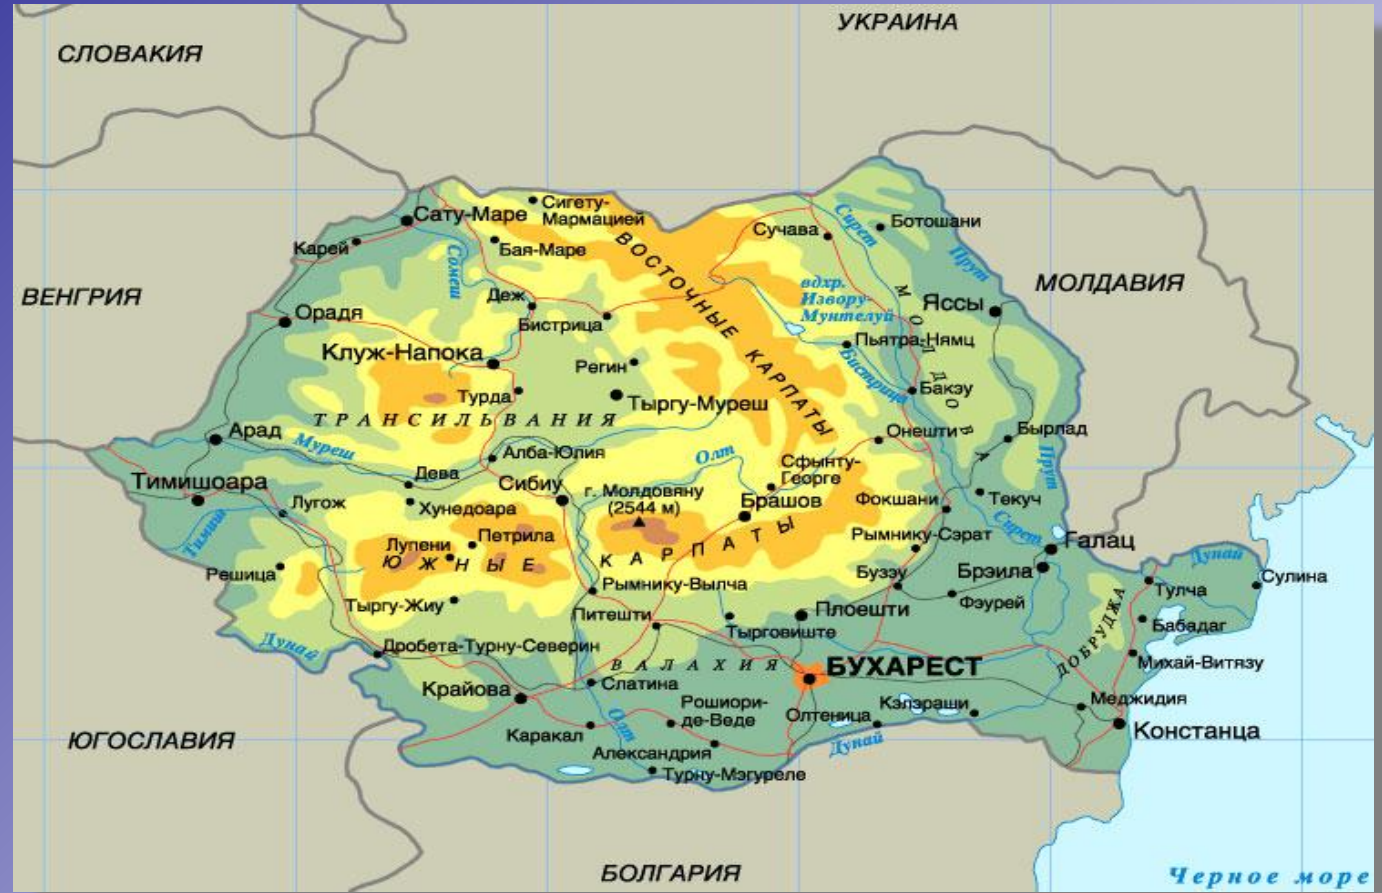 УКРАИНА
СЛОВАКИЯ
Сигету-
Мармацией
Сату-Маре
Сирет
Ботошани
Сучава
Карей
Бая-Маре
ВОСТОЧНЫЕ КАРПАТЫ
Прут
Сомеш
МОЛДАВИЯ
ВЕНГРИЯ
вдхр.
Извору-
Мунтелуй
МОЛДОВА
Деж
Яссы
Орадя
Бистрица
Клуж-Напока
Пьятра-Нямц
Регин
Бистрица
Бакэу
Турда
Тыргу-Муреш
ТРАНСИЛЬВАНИЯ
Арад
Онешти
Бырлад
Муреш
Алба-Юлия
Олт
Сфынту-
Георге
Прут
Тимишоара
Дева
Сибиу
г. Молдовяну
(2544 м)
Брашов
Фокшани
Текуч
Лугож
Хунедоара
Сирет
Тимиш
Петрила
Лупени
Рымнику-Сэрат
Галац
ЮЖНЫЕ КАРПАТЫ
Дунай
Решица
Бузэу
Брэила
Сулина
Рымнику-Вылча
Фэурей
Тулча
Тыргу-Жиу
Питешти
Плоешти
Тырговиште
Бабадаг
ДОБРУДЖА
Дунай
Дробета-Турну-Северин
ВАЛАХИЯ
БУХАРЕСТ
Михай-Витязу
Крайова
Слатина
Рошиори-
де-Веде
Олтеница
Кэлэраши
Меджидия
Констанца
ЮГОСЛАВИЯ
Каракал
Олт
Александрия
Дунай
Турну-Мэгуреле
БОЛГАРИЯ
Черное море